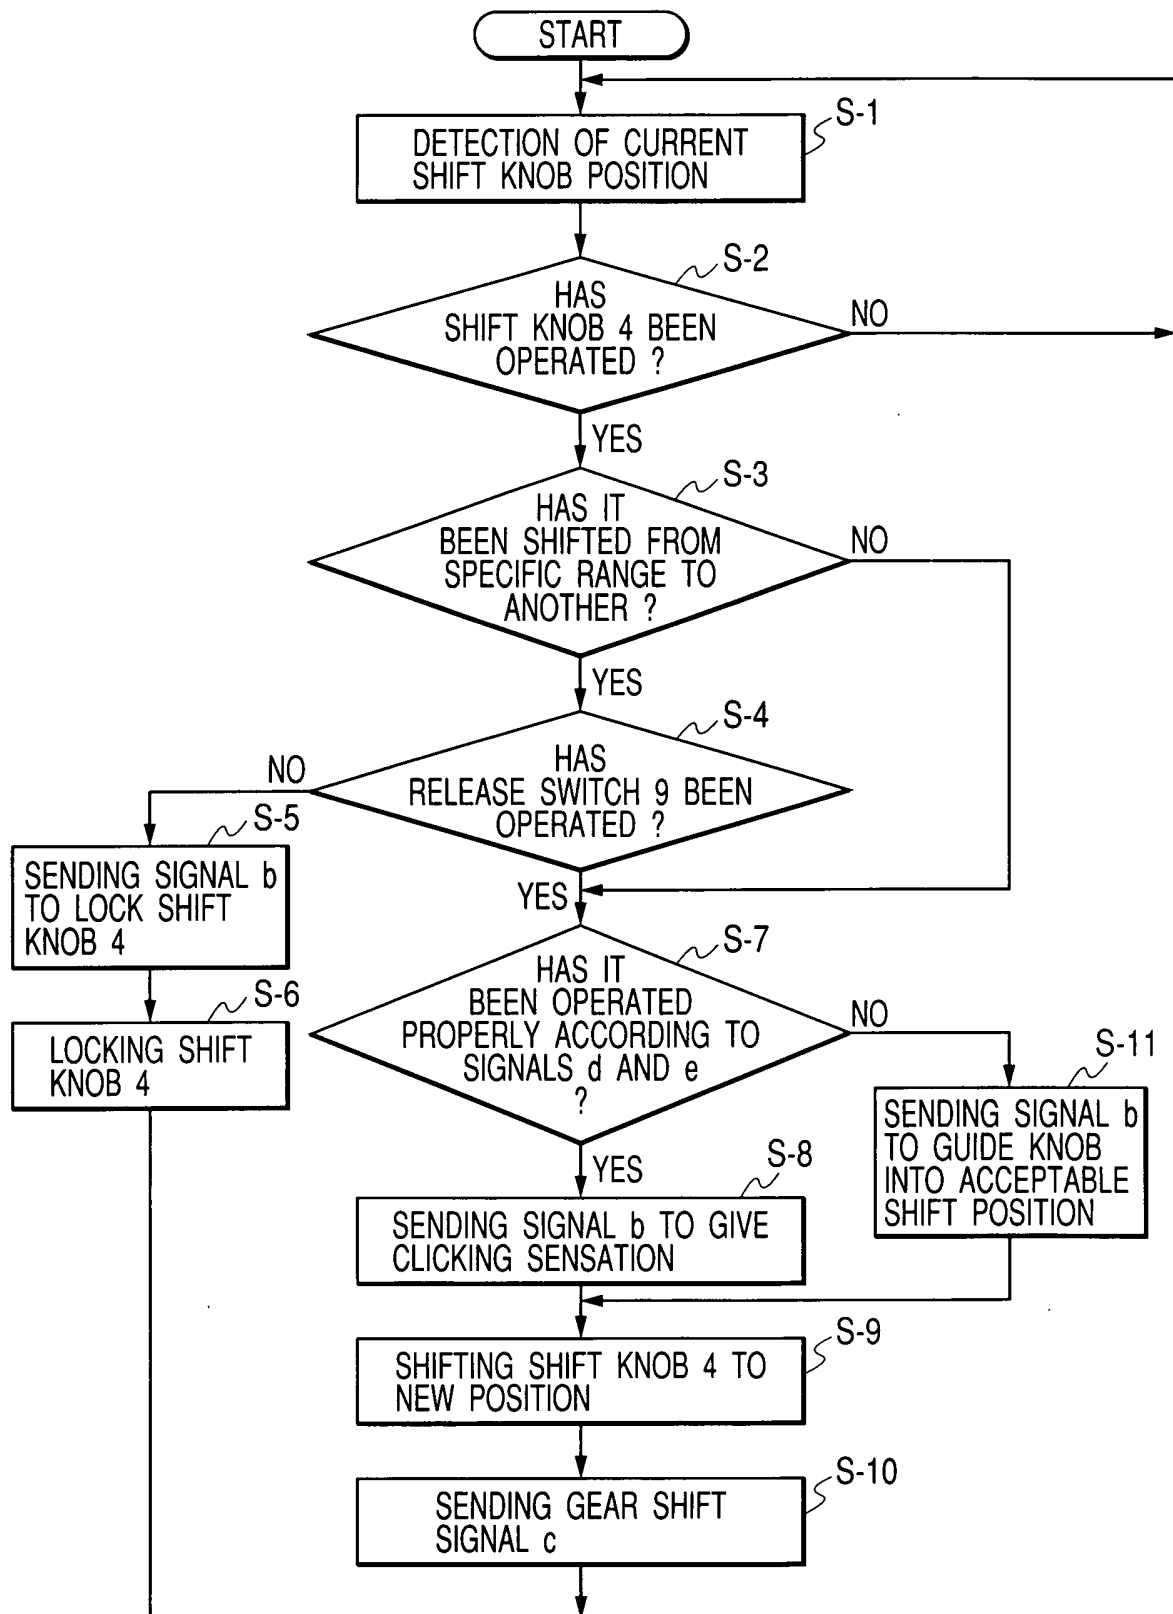 START
S-1
DETECTION OF CURRENT
SHIFT KNOB POSITION
S-2
HAS
SHIFT KNOB 4 BEEN
OPERATED ?
NO
YES
S-3
HAS IT
BEEN SHIFTED FROM
SPECIFIC RANGE TO
ANOTHER ?
NO
YES
S-4
HAS
RELEASE SWITCH 9 BEEN
OPERATED ?
NO
YES
S-5
SENDING SIGNAL b
TO LOCK SHIFT
KNOB 4
S-6
LOCKING SHIFT
KNOB 4
S-7
HAS IT
BEEN OPERATED
PROPERLY ACCORDING TO
SIGNALS d AND e
?
NO
YES
S-11
SENDING SIGNAL b
TO GUIDE KNOB
INTO ACCEPTABLE
SHIFT POSITION
S-8
SENDING SIGNAL b TO GIVE
CLICKING SENSATION
S-9
SHIFTING SHIFT KNOB 4 TO
NEW POSITION
S-10
SENDING GEAR SHIFT
SIGNAL c